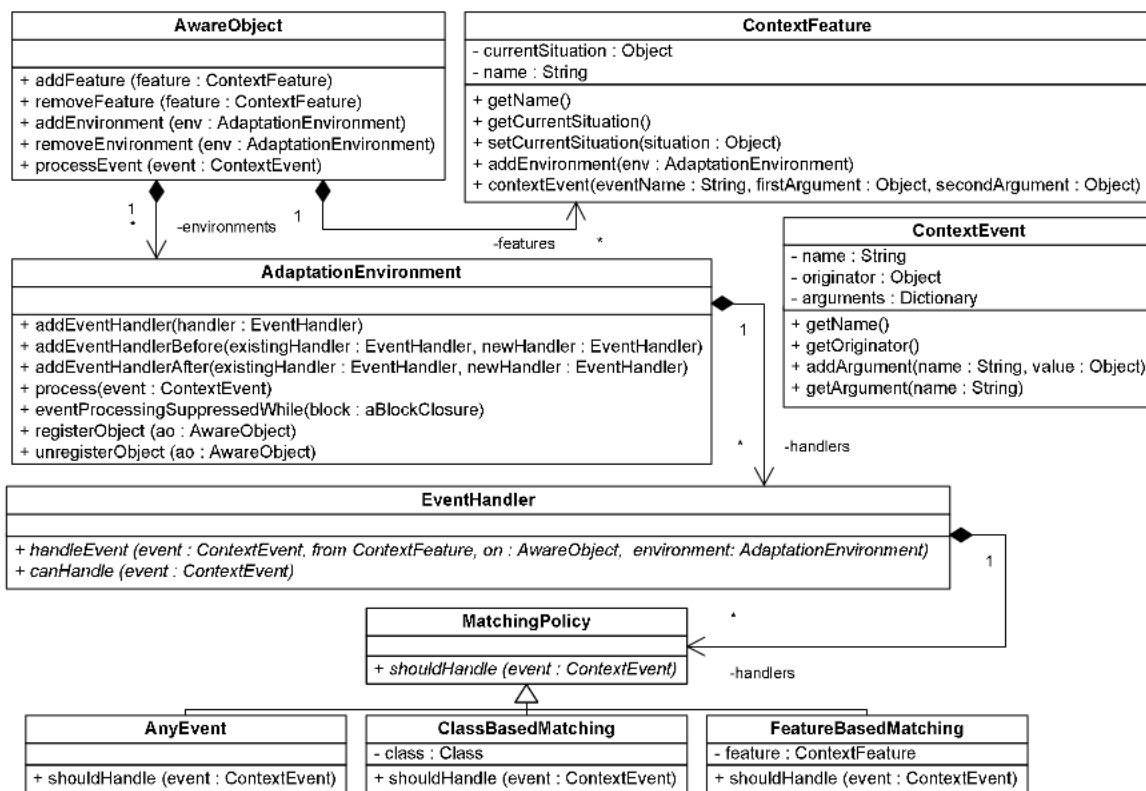 AwareObject
+ addFeature (feature : ContextFeature)
+ removeFeature (feature : ContextFeature)
+ addEnvironment (env : AdaptationEnvironment)
+ removeEnvironment (env : AdaptationEnvironment)
+ processEvent (event : ContextEvent)
ContextFeature
- currentSituation : Object
- name : String
+ getName()
+ getCurrentSituation()
+ setCurrentSituation(situation : Object)
+ addEnvironment(env : AdaptationEnvironment)
+ contextEvent(eventName : String, firstArgument : Object, secondArgument : Object)
1
*
-environments
1
-features
*
ContextEvent
- name : String
- originator : Object
- arguments : Dictionary
+ getName()
+ getOriginator()
+ addArgument(name : String, value : Object)
+ getArgument(name : String)
AdaptationEnvironment
+ addEventHandler(handler : EventHandler)
+ addEventHandlerBefore(existingHandler : EventHandler, newHandler : EventHandler)
+ addEventHandlerAfter(existingHandler : EventHandler, newHandler : EventHandler)
+ process(event : ContextEvent)
+ eventProcessingSuppressedWhile(block : aBlockClosure)
+ registerObject (ao : AwareObject)
+ unregisterObject (ao : AwareObject)
1
*
-handlers
EventHandler
+ handleEvent (event : ContextEvent, from ContextFeature, on : AwareObject, environment: AdaptationEnvironment)
+ canHandle (event : ContextEvent)
1
*
-handlers
MatchingPolicy
+ shouldHandle (event : ContextEvent)
AnyEvent
+ shouldHandle (event : ContextEvent)
ClassBasedMatching
- class : Class
+ shouldHandle (event : ContextEvent)
FeatureBasedMatching
- feature : ContextFeature
+ shouldHandle (event : ContextEvent)